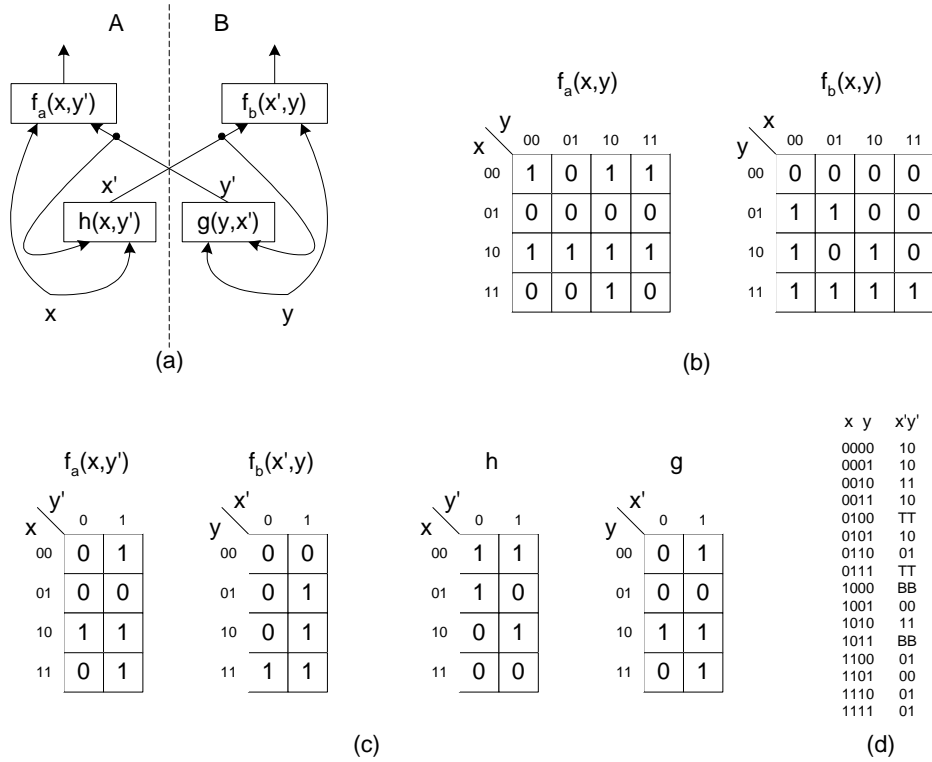 A B
f_a(x,y') f_b(x',y)
x' y'
h(x,y') g(y,x')
x y
(a)
f_a(x,y) f_b(x,y)
y x
x 00 01 10 11 y 00 01 10 11
00 1 0 1 1 00 0 0 0 0
01 0 0 0 0 01 1 1 0 0
10 1 1 1 1 10 1 0 1 0
11 0 0 1 0 11 1 1 1 1
(b)
f_a(x,y') f_b(x',y) h g
y' x' y' x'
x 0 1 y 0 1 x 0 1 y 0 1
00 0 1 00 0 0 00 1 1 00 0 1
01 0 0 01 0 1 01 1 0 01 0 0
10 1 1 10 0 1 10 0 1 10 1 1
11 0 1 11 1 1 11 0 0 11 0 1
(c)
x y x'y'
0000 10
0001 10
0010 11
0011 10
0100 TT
0101 10
0110 01
0111 TT
1000 BB
1001 00
1010 11
1011 BB
1100 01
1101 00
1110 01
1111 01
(d)